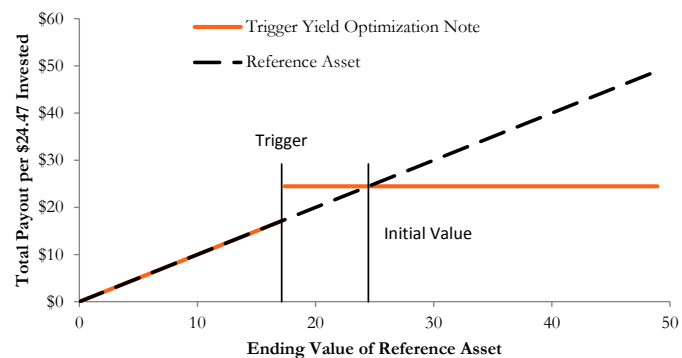 $60
Trigger Yield Optimization Note
$50
Reference Asset
$40
Trigger
$30
$20
Initial Value
$10
$0
0 10 20 30 40 50
Total Payout per $24.47 Invested
Ending Value of Reference Asset